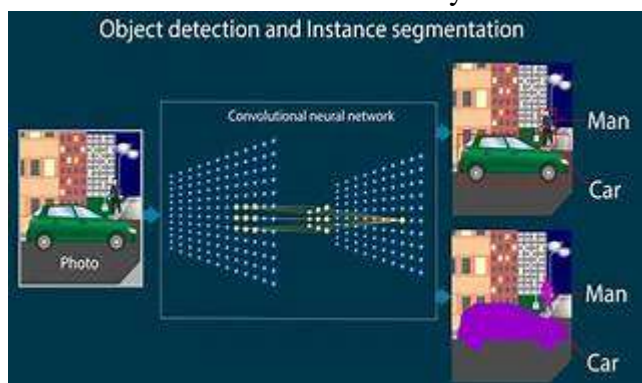 Object detection and Instance segmentation
Convolutional neural network
Photo
Man
Car
Man
Car